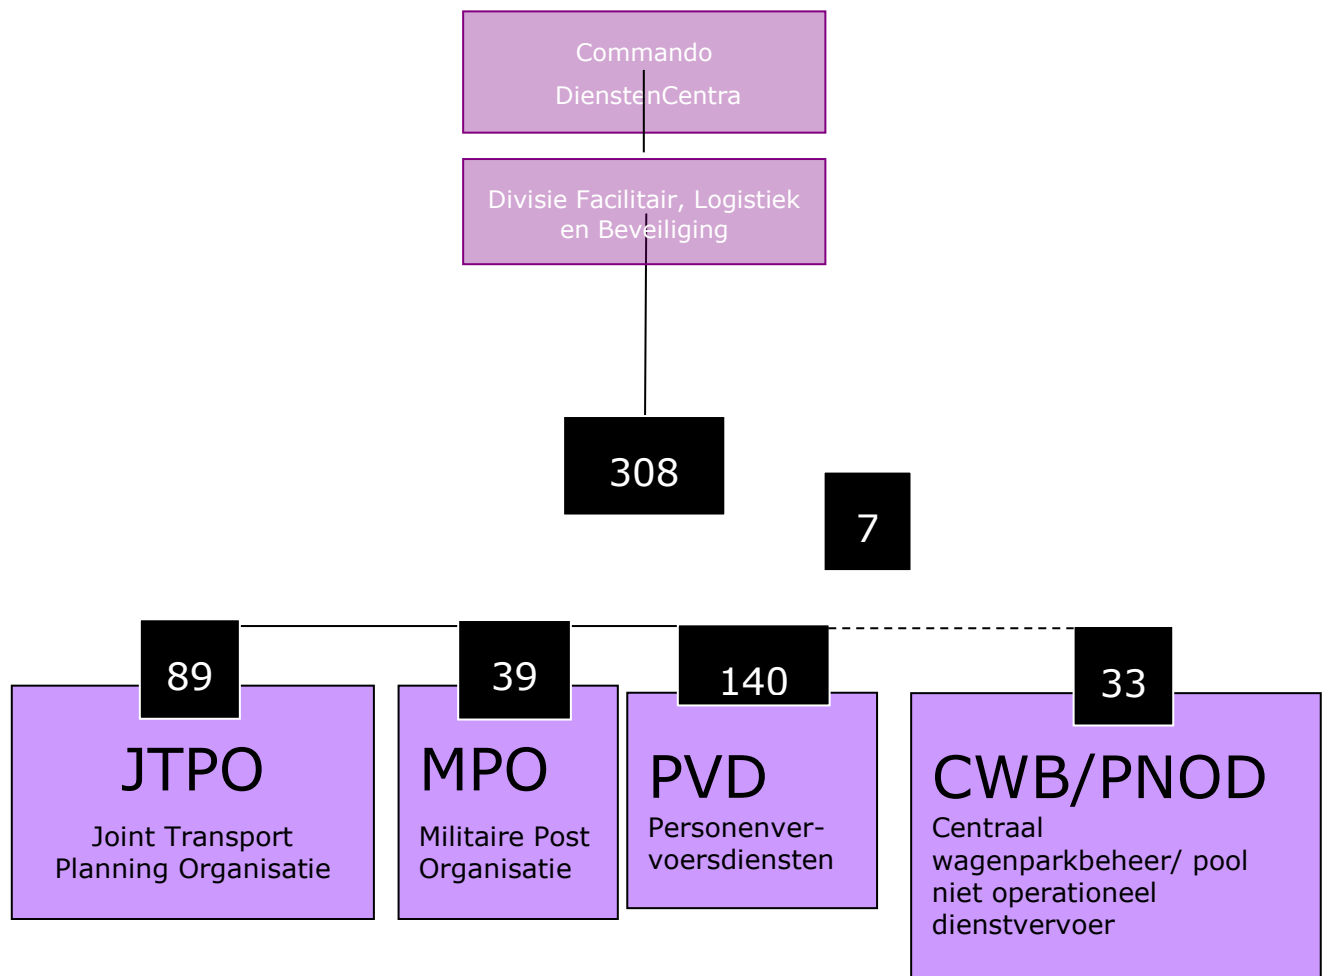 Commando
DienstenCentra
Divisie Facilitair, Logistiek
en Beveiliging
308
7
89
39
140
33
JTPO
Joint Transport
Planning Organisatie
MPO
Militaire Post
Organisatie
PVD
Personenver-
voersdiensten
CWB/PNOD
Centraal
wagenparkbeheer/ pool
niet operationeel
dienstvervoer